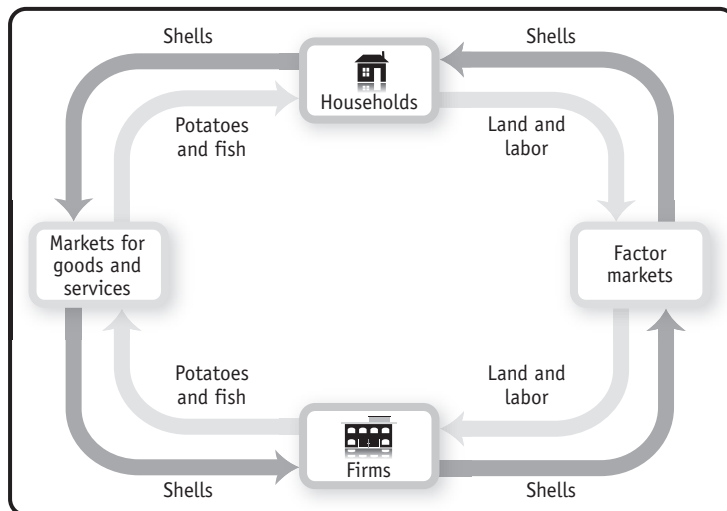 Shells
Shells
Households
Potatoes
and fish
Land and
labor
Markets for
goods and
services
Factor
markets
Potatoes
and fish
Land and
labor
Firms
Shells
Shells